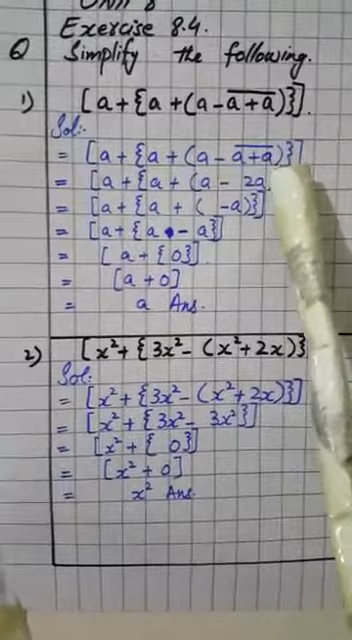 Exercise 8.4.
Q Simplify the following.
1) [a+{a+(a-a+a)}].
Sol:-
= [a+{a+(a-a+a)}]
= [a+{a+(a-2a
= [a+{a+(-a)}]
= [a+{a-a}]
= [a+{0}]
= [a+0]
= a Ans.
2) [x²+{3x²-(x²+2x)}
Sol:
= [x²+{3x²-(x²+2x)}]
= [x²+{3x²-3x²}]
= [x²+{0}]
= [x²+0]
= x² Ans.